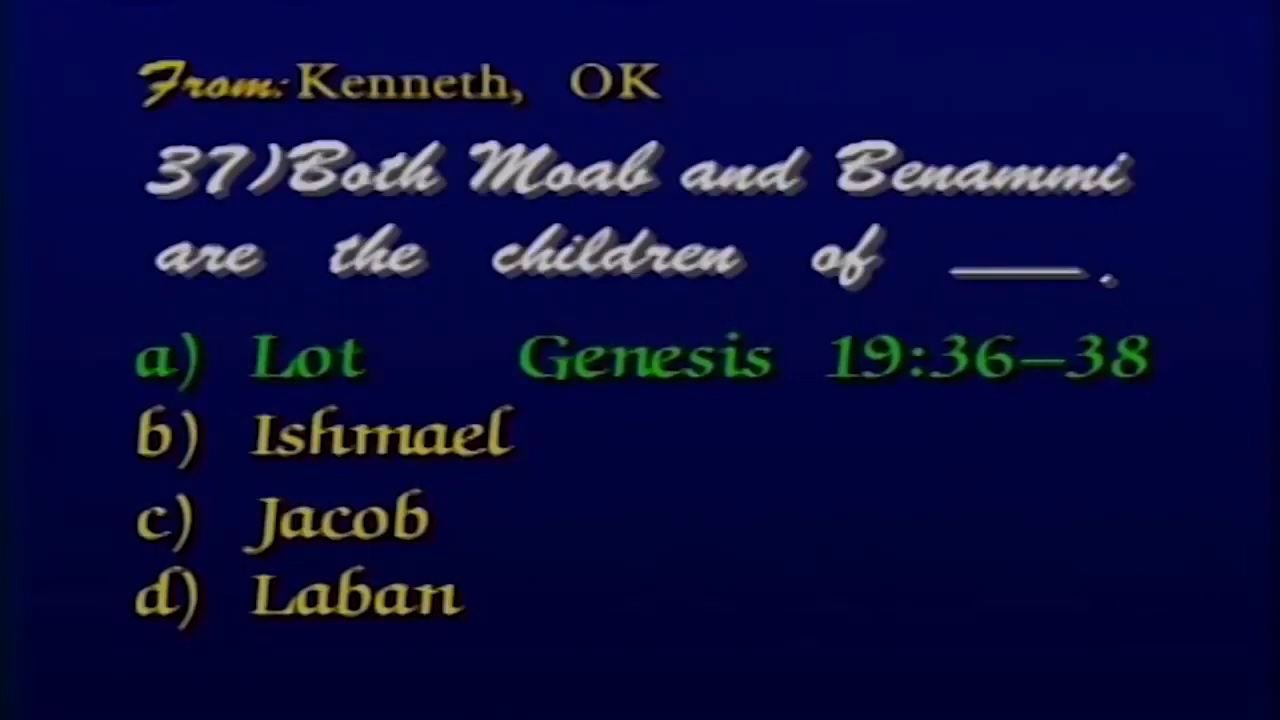 From: Kenneth, OK
37) Both Moab and Benammi
are the children of ____.
a) Lot Genesis 19:36–38
b) Ishmael
c) Jacob
d) Laban